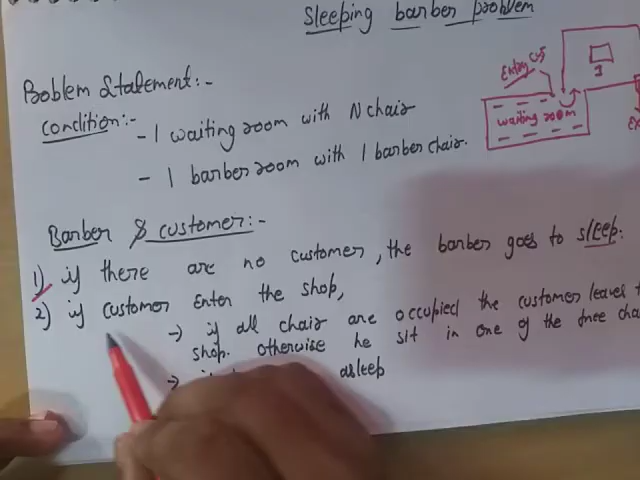 Sleeping barber problem
Problem Statement:-
Condition:- - 1 waiting room with N chair
- 1 barber room with 1 barber chair.
Entry
waiting room
1
Barber & customer:-
1) if there are no customer, the barber goes to sleep.
2) if customer Enter the shop,
→ if all chair are occupied the customer leaves
shop. otherwise he sit in one of the free
→ asleep